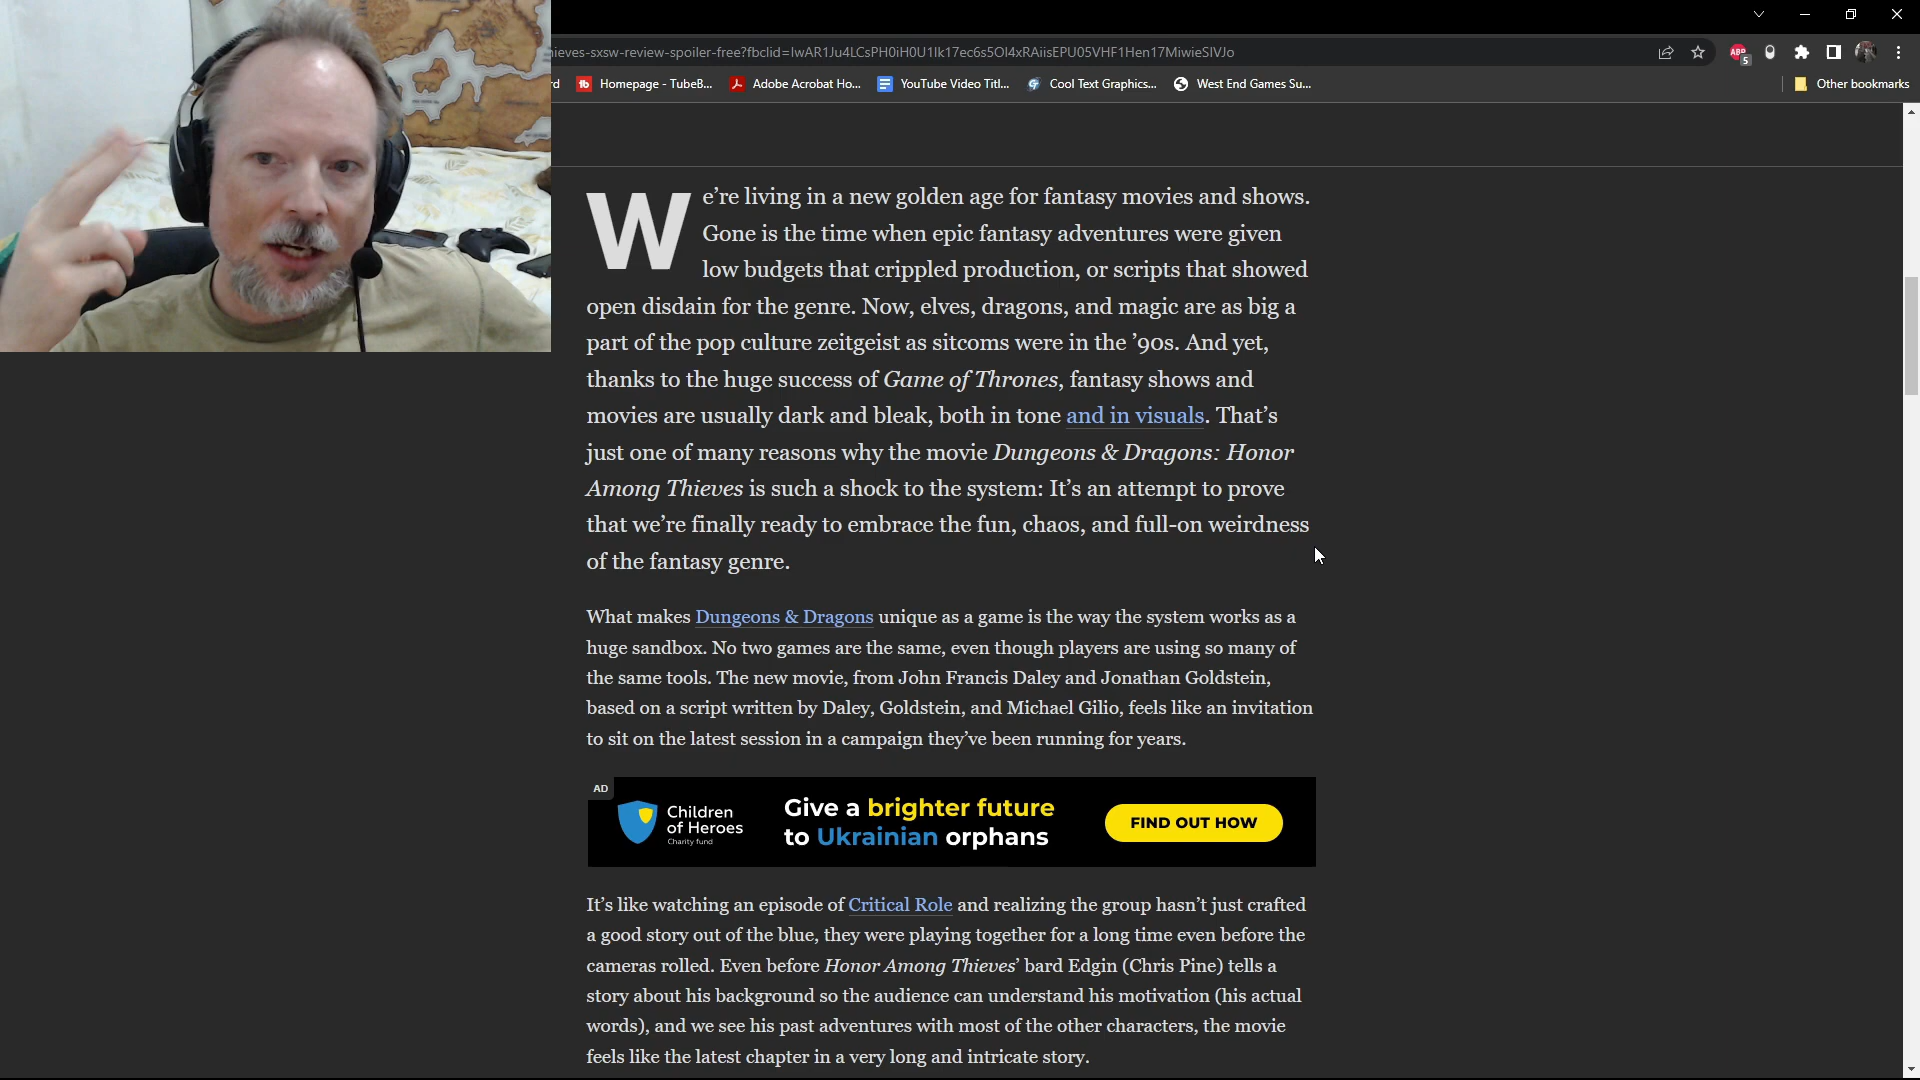 ieves-sxsw-review-spoiler-free?fbclid=IwAR1Ju4LCsPH0iH0U1Ik17ec6s5OI4xRAiisEPU05VHF1Hen17MiwieSIVJo
ABP
5
d
tb
Homepage - TubeB...
Adobe Acrobat Ho...
YouTube Video Titl...
Cool Text Graphics...
West End Games Su...
Other bookmarks
We're living in a new golden age for fantasy movies and shows.
Gone is the time when epic fantasy adventures were given
low budgets that crippled production, or scripts that showed
open disdain for the genre. Now, elves, dragons, and magic are as big a
part of the pop culture zeitgeist as sitcoms were in the ’90s. And yet,
thanks to the huge success of Game of Thrones, fantasy shows and
movies are usually dark and bleak, both in tone and in visuals. That’s
just one of many reasons why the movie Dungeons & Dragons: Honor
Among Thieves is such a shock to the system: It’s an attempt to prove
that we’re finally ready to embrace the fun, chaos, and full-on weirdness
of the fantasy genre.
What makes Dungeons & Dragons unique as a game is the way the system works as a
huge sandbox. No two games are the same, even though players are using so many of
the same tools. The new movie, from John Francis Daley and Jonathan Goldstein,
based on a script written by Daley, Goldstein, and Michael Gilio, feels like an invitation
to sit on the latest session in a campaign they’ve been running for years.
AD
Children
of Heroes
Charity fund
Give a brighter future
to Ukrainian orphans
FIND OUT HOW
It’s like watching an episode of Critical Role and realizing the group hasn’t just crafted
a good story out of the blue, they were playing together for a long time even before the
cameras rolled. Even before Honor Among Thieves’ bard Edgin (Chris Pine) tells a
story about his background so the audience can understand his motivation (his actual
words), and we see his past adventures with most of the other characters, the movie
feels like the latest chapter in a very long and intricate story.